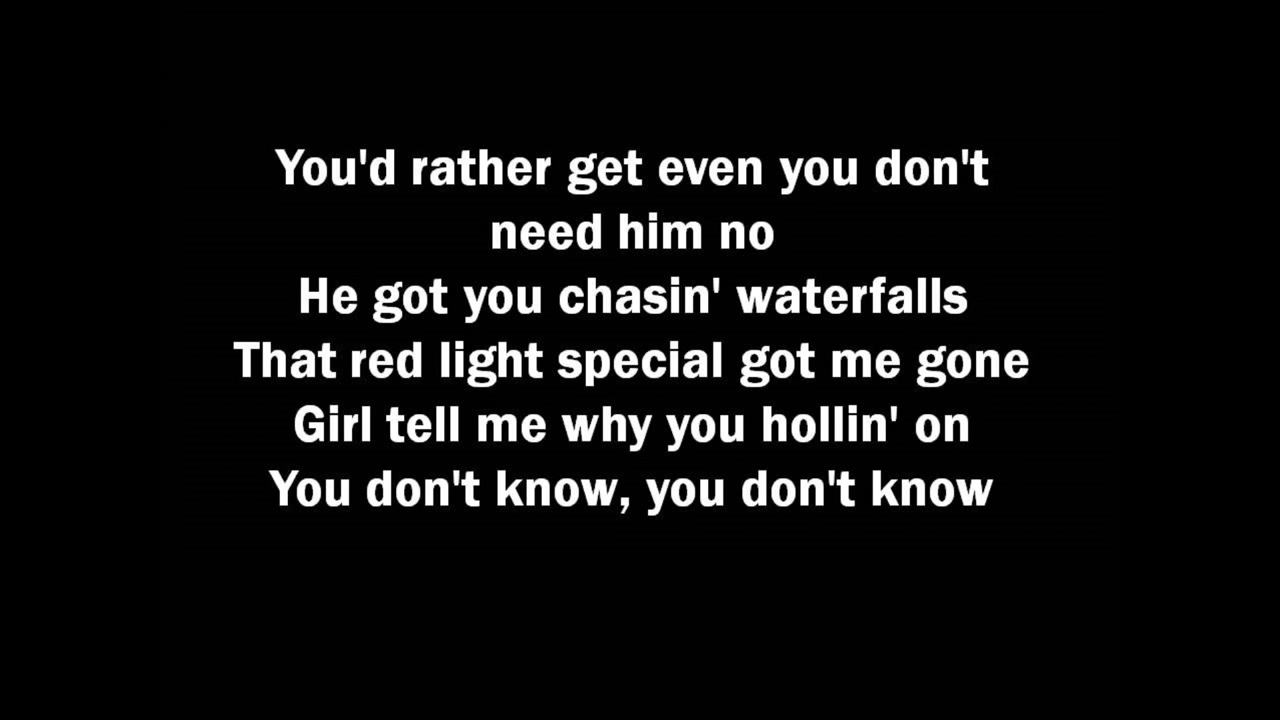 You'd rather get even you don't
need him no
He got you chasin' waterfalls
That red light special got me gone
Girl tell me why you hollin' on
You don't know, you don't know